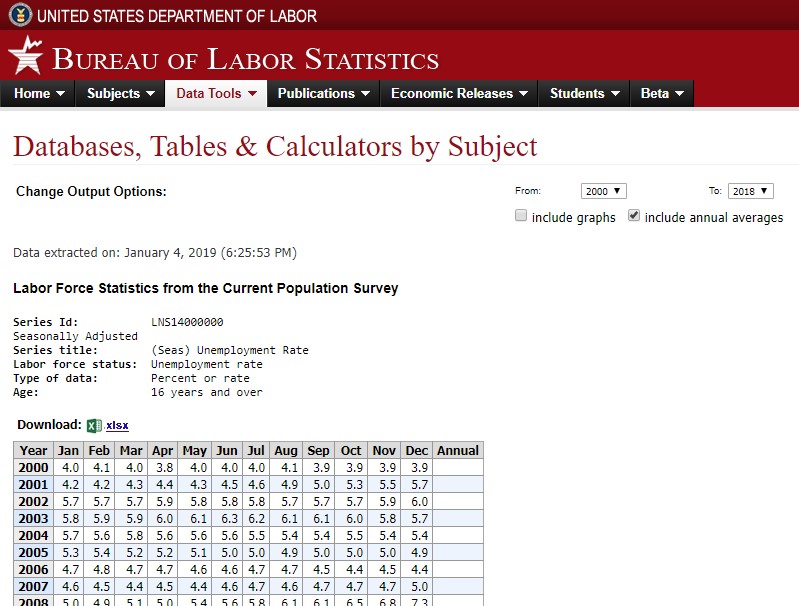 UNITED STATES DEPARTMENT OF LABOR
BUREAU OF LABOR STATISTICS
Home Subjects Data Tools Publications Economic Releases Students Beta
Databases, Tables & Calculators by Subject
Change Output Options: From: 2000 To: 2018
include graphs include annual averages
Data extracted on: January 4, 2019 (6:25:53 PM)
Labor Force Statistics from the Current Population Survey
Series Id: LNS14000000
Seasonally Adjusted
Series title: (Seas) Unemployment Rate
Labor force status: Unemployment rate
Type of data: Percent or rate
Age: 16 years and over
Download: xlsx
Year Jan Feb Mar Apr May Jun Jul Aug Sep Oct Nov Dec Annual
2000 4.0 4.1 4.0 3.8 4.0 4.0 4.0 4.1 3.9 3.9 3.9 3.9
2001 4.2 4.2 4.3 4.4 4.3 4.5 4.6 4.9 5.0 5.3 5.5 5.7
2002 5.7 5.7 5.7 5.9 5.8 5.8 5.8 5.7 5.7 5.7 5.9 6.0
2003 5.8 5.9 5.9 6.0 6.1 6.3 6.2 6.1 6.1 6.0 5.8 5.7
2004 5.7 5.6 5.8 5.6 5.6 5.6 5.5 5.4 5.4 5.5 5.4 5.4
2005 5.3 5.4 5.2 5.2 5.1 5.0 5.0 4.9 5.0 5.0 5.0 4.9
2006 4.7 4.8 4.7 4.7 4.6 4.6 4.7 4.7 4.5 4.4 4.5 4.4
2007 4.6 4.5 4.4 4.5 4.4 4.6 4.7 4.6 4.7 4.7 4.7 5.0
2008 5.0 4.9 5.1 5.0 5.4 5.6 5.8 6.1 6.1 6.5 6.8 7.3